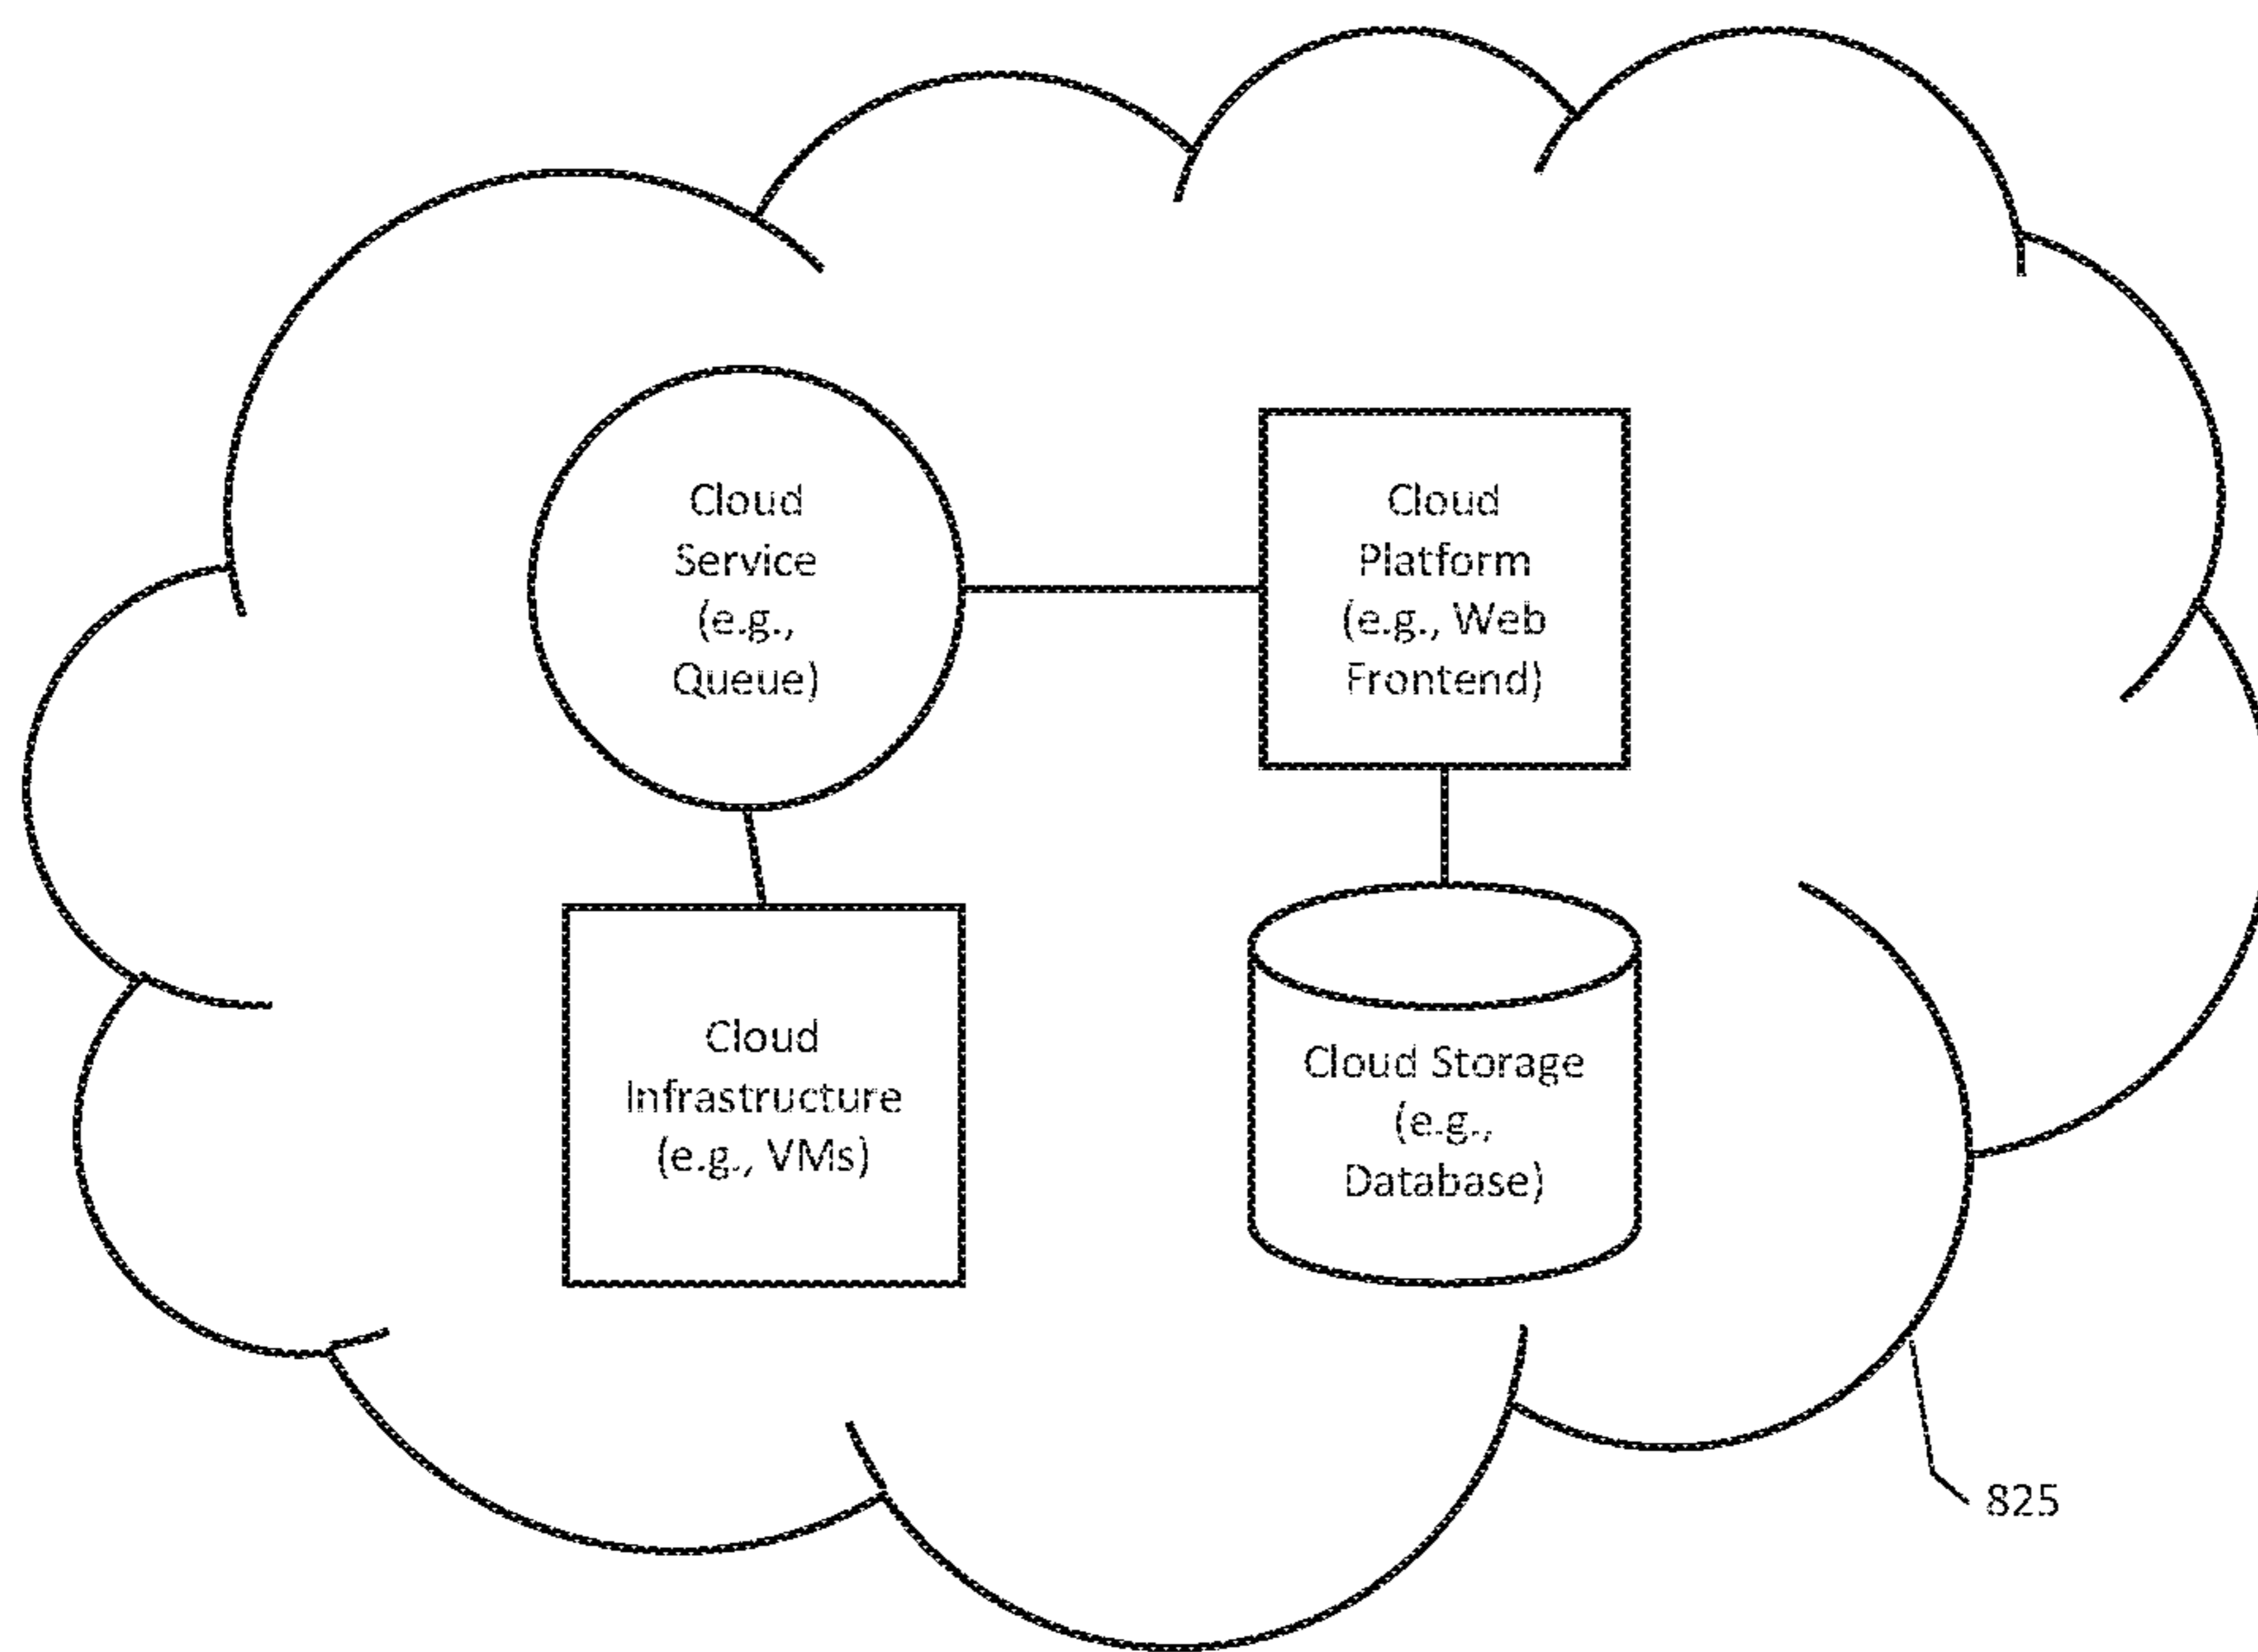 Cloud
Service
(e.g.,
Queue)
Cloud
Platform
(e.g., Web
Frontend)
Cloud
Infrastructure
(e.g., VMs)
Cloud Storage
(e.g.,
Database)
825